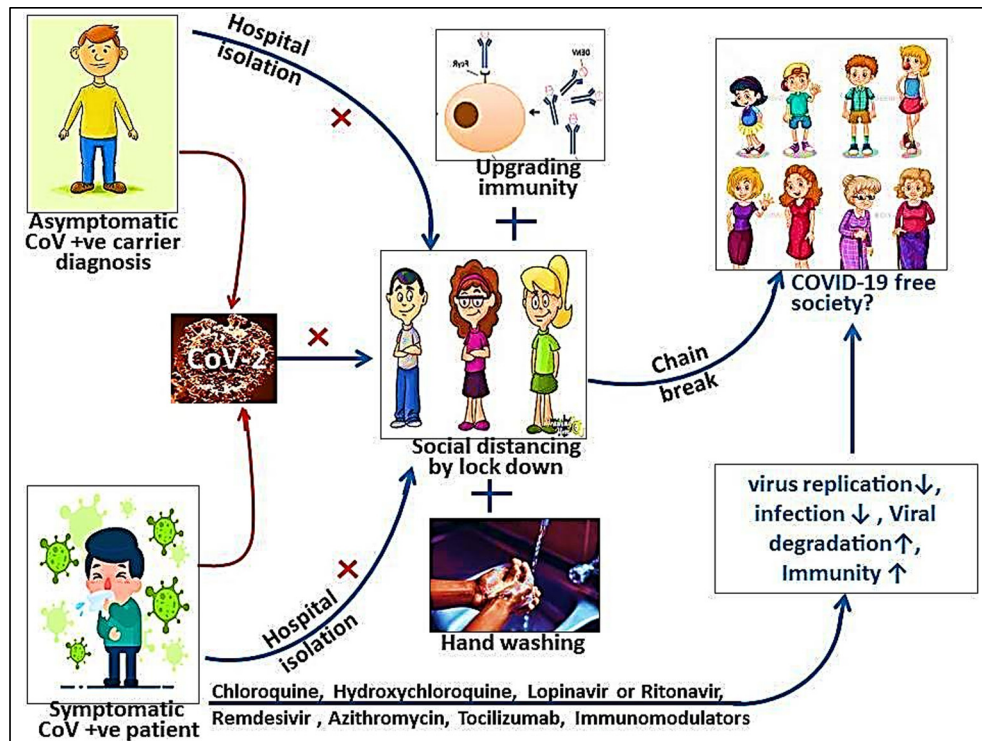 Hospital
isolation
FcγR
DENV
Upgrading
immunity
Asymptomatic
CoV +ve carrier
diagnosis
CoV-2
Social distancing
by lock down
Chain
break
COVID-19 free
society?
virus replication↓,
infection ↓ , Viral
degradation↑,
Immunity ↑
Hospital
isolation
Hand washing
Symptomatic
CoV +ve patient
Chloroquine, Hydroxychloroquine, Lopinavir or Ritonavir,
Remdesivir , Azithromycin, Tocilizumab, Immunomodulators